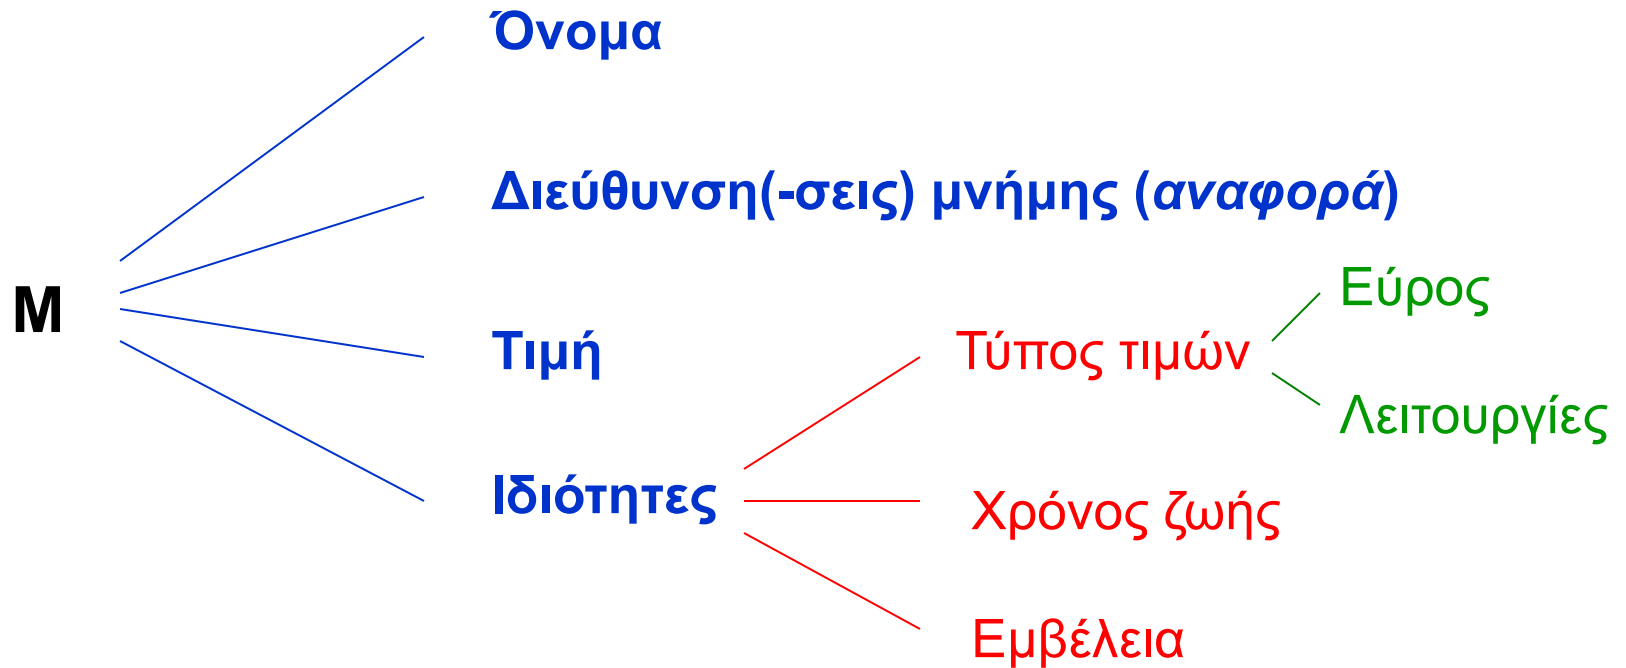 Όνομα
Διεύθυνση(-σεις) μνήμης (αναφορά)
Μ
Εύρος
Τιμή
Τύπος τιμών
Λειτουργίες
Ιδιότητες
Χρόνος ζωής
Εμβέλεια